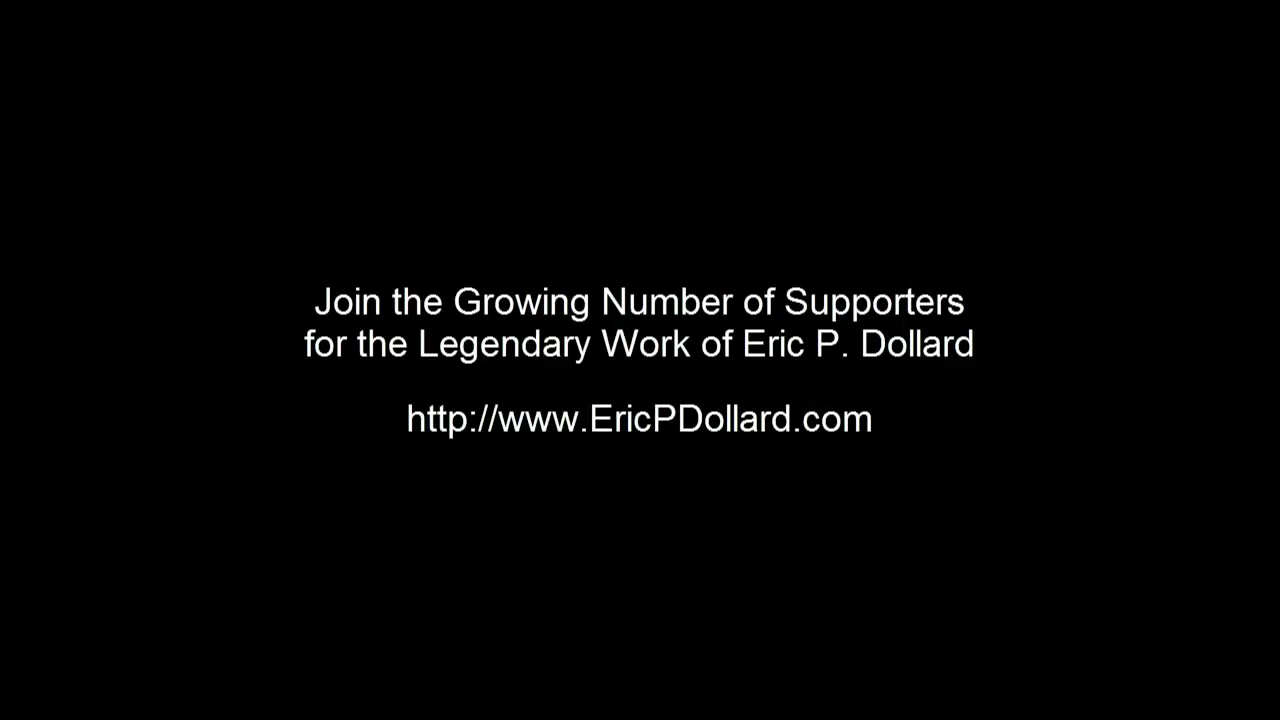 Join the Growing Number of Supporters
for the Legendary Work of Eric P. Dollard
http://www.EricPDollard.com